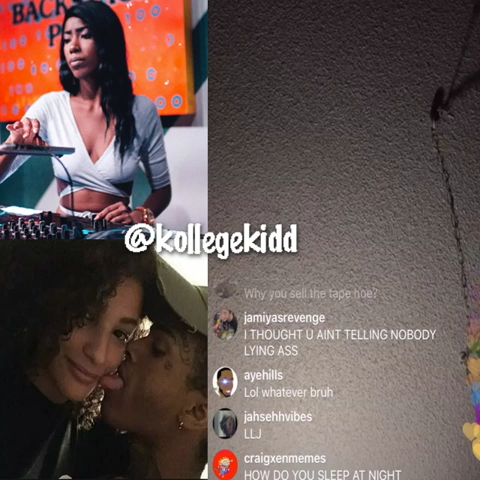 BACKS
P
@kollegekidd
Why you sell the tape hoe?
jamiyasrevenge
I THOUGHT U AINT TELLING NOBODY
LYING ASS
ayehills
Lol whatever bruh
jahsehhvibes
LLJ
craigxenmemes
HOW DO YOU SLEEP AT NIGHT